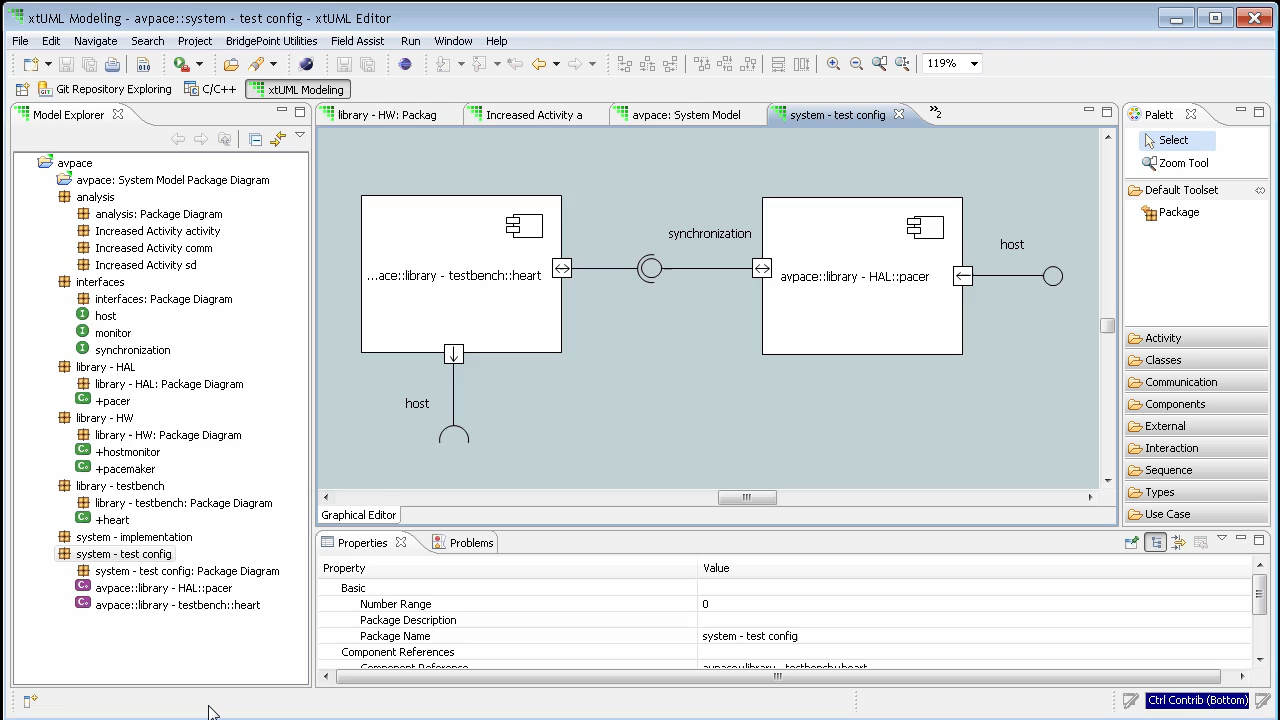 xtUML Modeling - avpace::system - test config - xtUML Editor
File Edit Navigate Search Project BridgePoint Utilities Field Assist Run Window Help
119%
Git Repository Exploring C/C++ xtUML Modeling
Model Explorer
avpace
avpace: System Model Package Diagram
analysis
analysis: Package Diagram
Increased Activity activity
Increased Activity comm
Increased Activity sd
interfaces
interfaces: Package Diagram
host
monitor
synchronization
library - HAL
library - HAL: Package Diagram
+pacer
library - HW
library - HW: Package Diagram
+hostmonitor
+pacemaker
library - testbench
library - testbench: Package Diagram
+heart
system - implementation
system - test config
system - test config: Package Diagram
avpace::library - HAL::pacer
avpace::library - testbench::heart
library - HW: Packag Increased Activity a avpace: System Model system - test config »2
synchronization
host
...ace::library - testbench::heart
avpace::library - HAL::pacer
host
Graphical Editor
Palett
Select
Zoom Tool
Default Toolset
Package
Activity
Classes
Communication
Components
External
Interaction
Sequence
Types
Use Case
Properties Problems
Property Value
Basic
Number Range 0
Package Description
Package Name system - test config
Component References
Component Reference avpace::library - testbench::heart
Ctrl Contrib (Bottom)